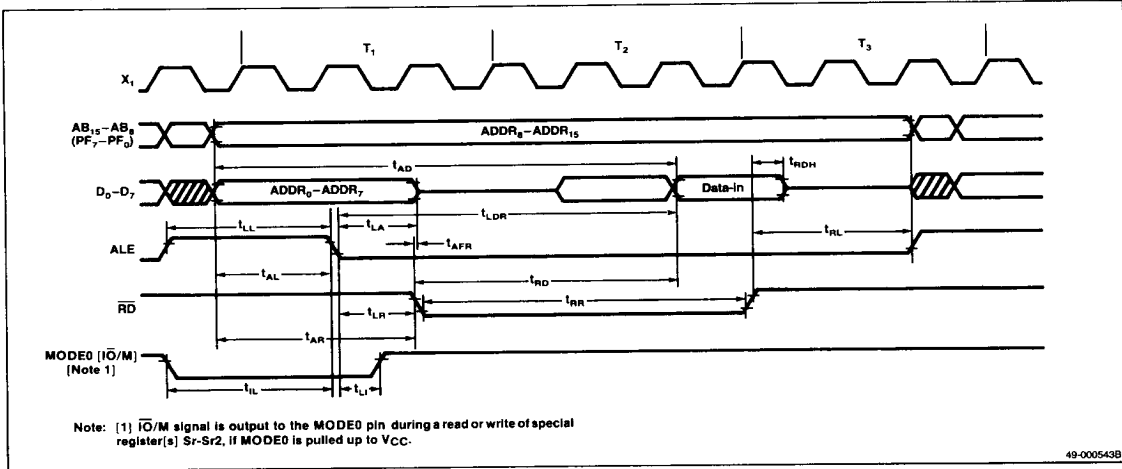 T1 T2 T3
X1
AB15–AB8
(PF7–PF0)
ADDR8–ADDR15
tAD
tRDH
D0–D7
ADDR0–ADDR7
Data-in
tLDR
tLL
tLA
tRL
ALE
tAFR
tAL
tRD
RD
tRR
tLR
tAR
MODE0 [IO/M]
[Note 1]
tIL
tLI
Note: [1] IO/M signal is output to the MODE0 pin during a read or write of special
register[s] Sr-Sr2, if MODE0 is pulled up to VCC.
49-000543B